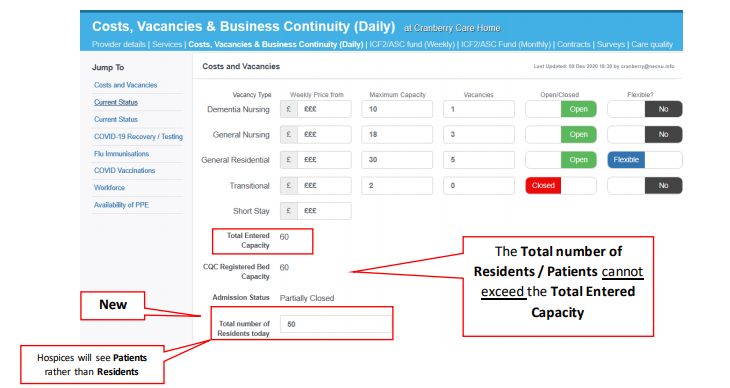 Costs, Vacancies & Business Continuity (Daily) at Cranberry Care Home
Provider details | Services | Costs, Vacancies & Business Continuity (Daily) | ICF2/ASC fund (Weekly) | ICF2/ASC Fund (Monthly) | Contracts | Surveys | Care quality
Jump To
Costs and Vacancies
Current Status
Current Status
COVID-19 Recovery / Testing
Flu Immunisations
COVID Vaccinations
Workforce
Availability of PPE
Costs and Vacancies
Last Updated: 09 Dec 2020 10:30 by cranberry@necsu.info
Vacancy Type Weekly Price from Maximum Capacity Vacancies Open/Closed Flexible?
Dementia Nursing £ £££ 10 1 Open No
General Nursing £ £££ 18 3 Open No
General Residential £ £££ 30 5 Open Flexible
Transitional £ £££ 2 0 Closed No
Short Stay £ £££
Total Entered
Capacity
60
CQC Registered Bed
Capacity
60
Admission Status Partially Closed
Total number of
Residents today
50
New
Hospices will see Patients
rather than Residents
The Total number of
Residents / Patients cannot
exceed the Total Entered
Capacity